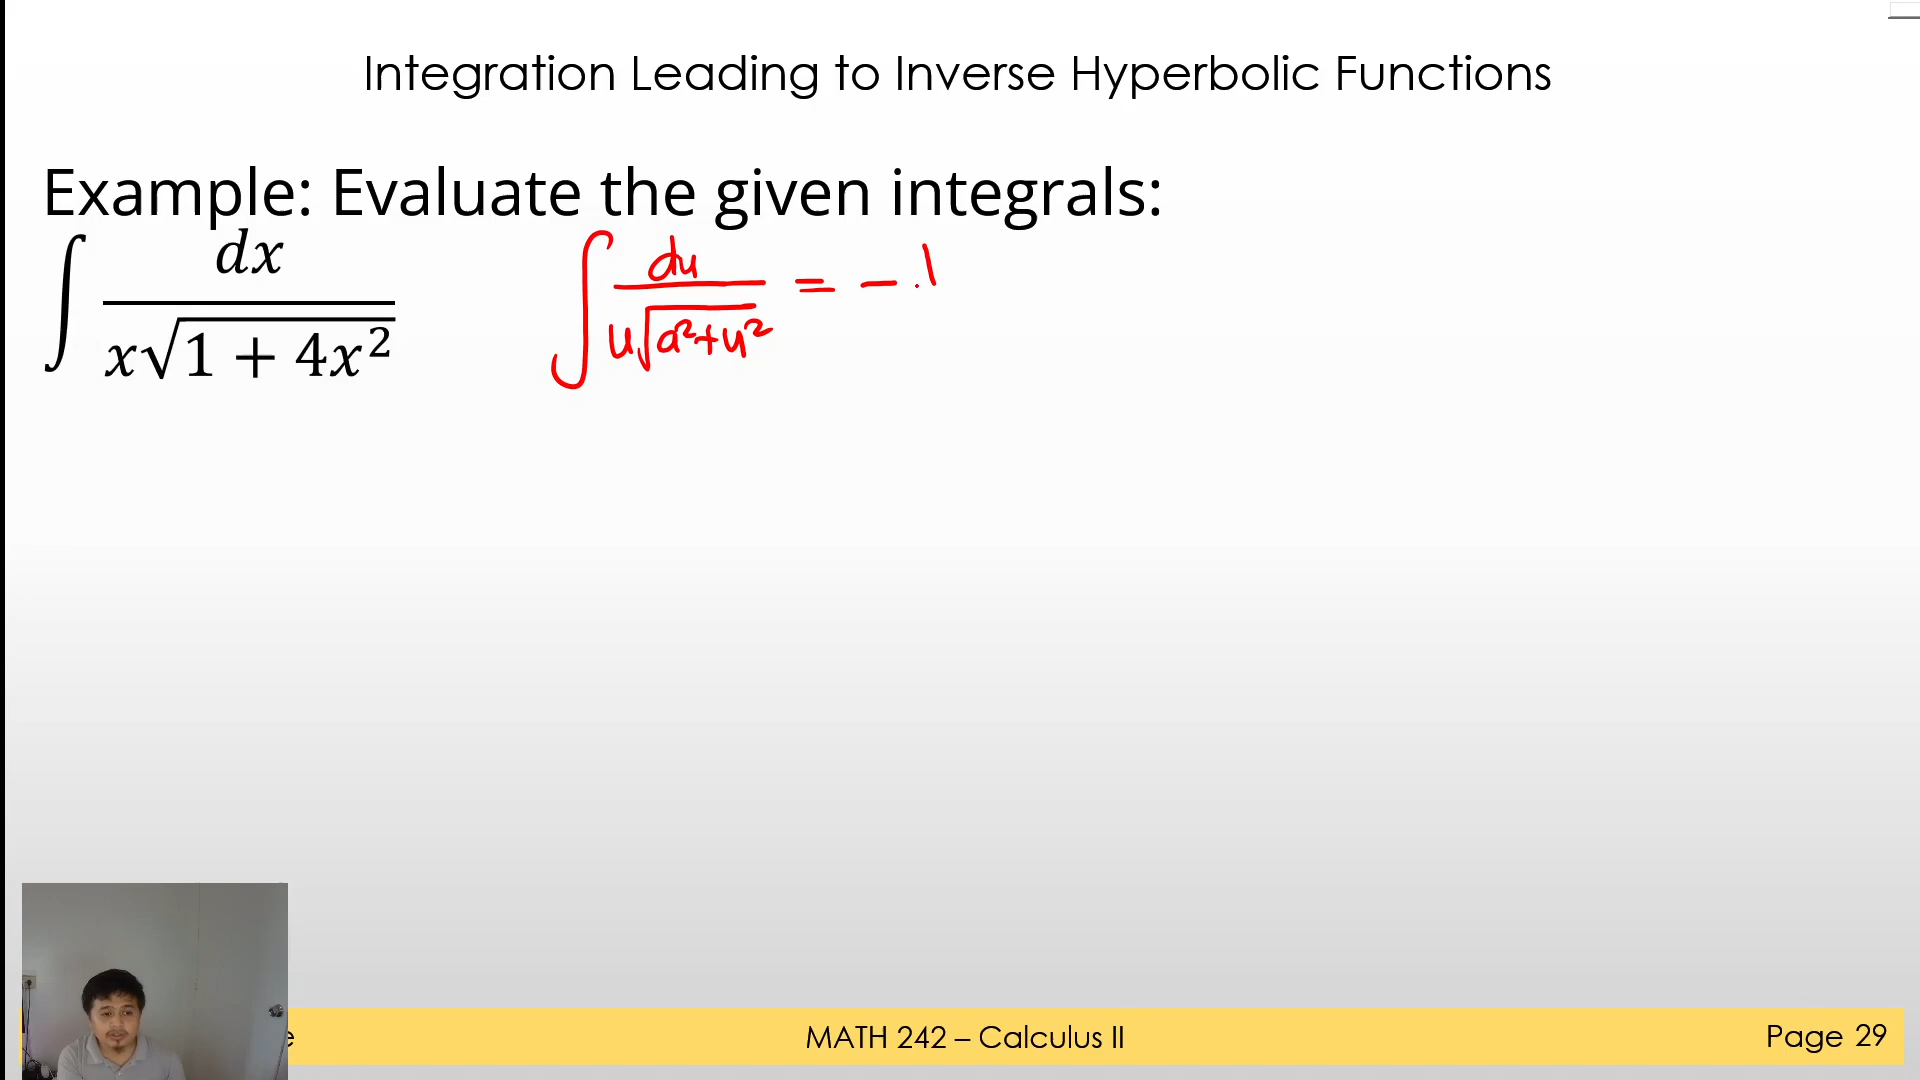 Integration Leading to Inverse Hyperbolic Functions
Example: Evaluate the given integrals:
∫ dx / x√(1 + 4x²)
∫ du / u√(a²+u²) = − 1
e
MATH 242 – Calculus II
Page 29